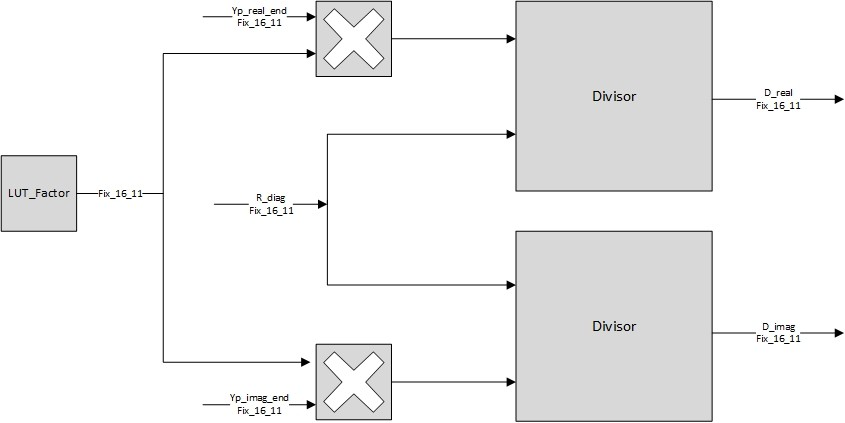 Yp_real_end
Fix_16_11
Divisor
D_real
Fix_16_11
LUT_Factor
Fix_16_11
R_diag
Fix_16_11
Divisor
D_imag
Fix_16_11
Yp_imag_end
Fix_16_11